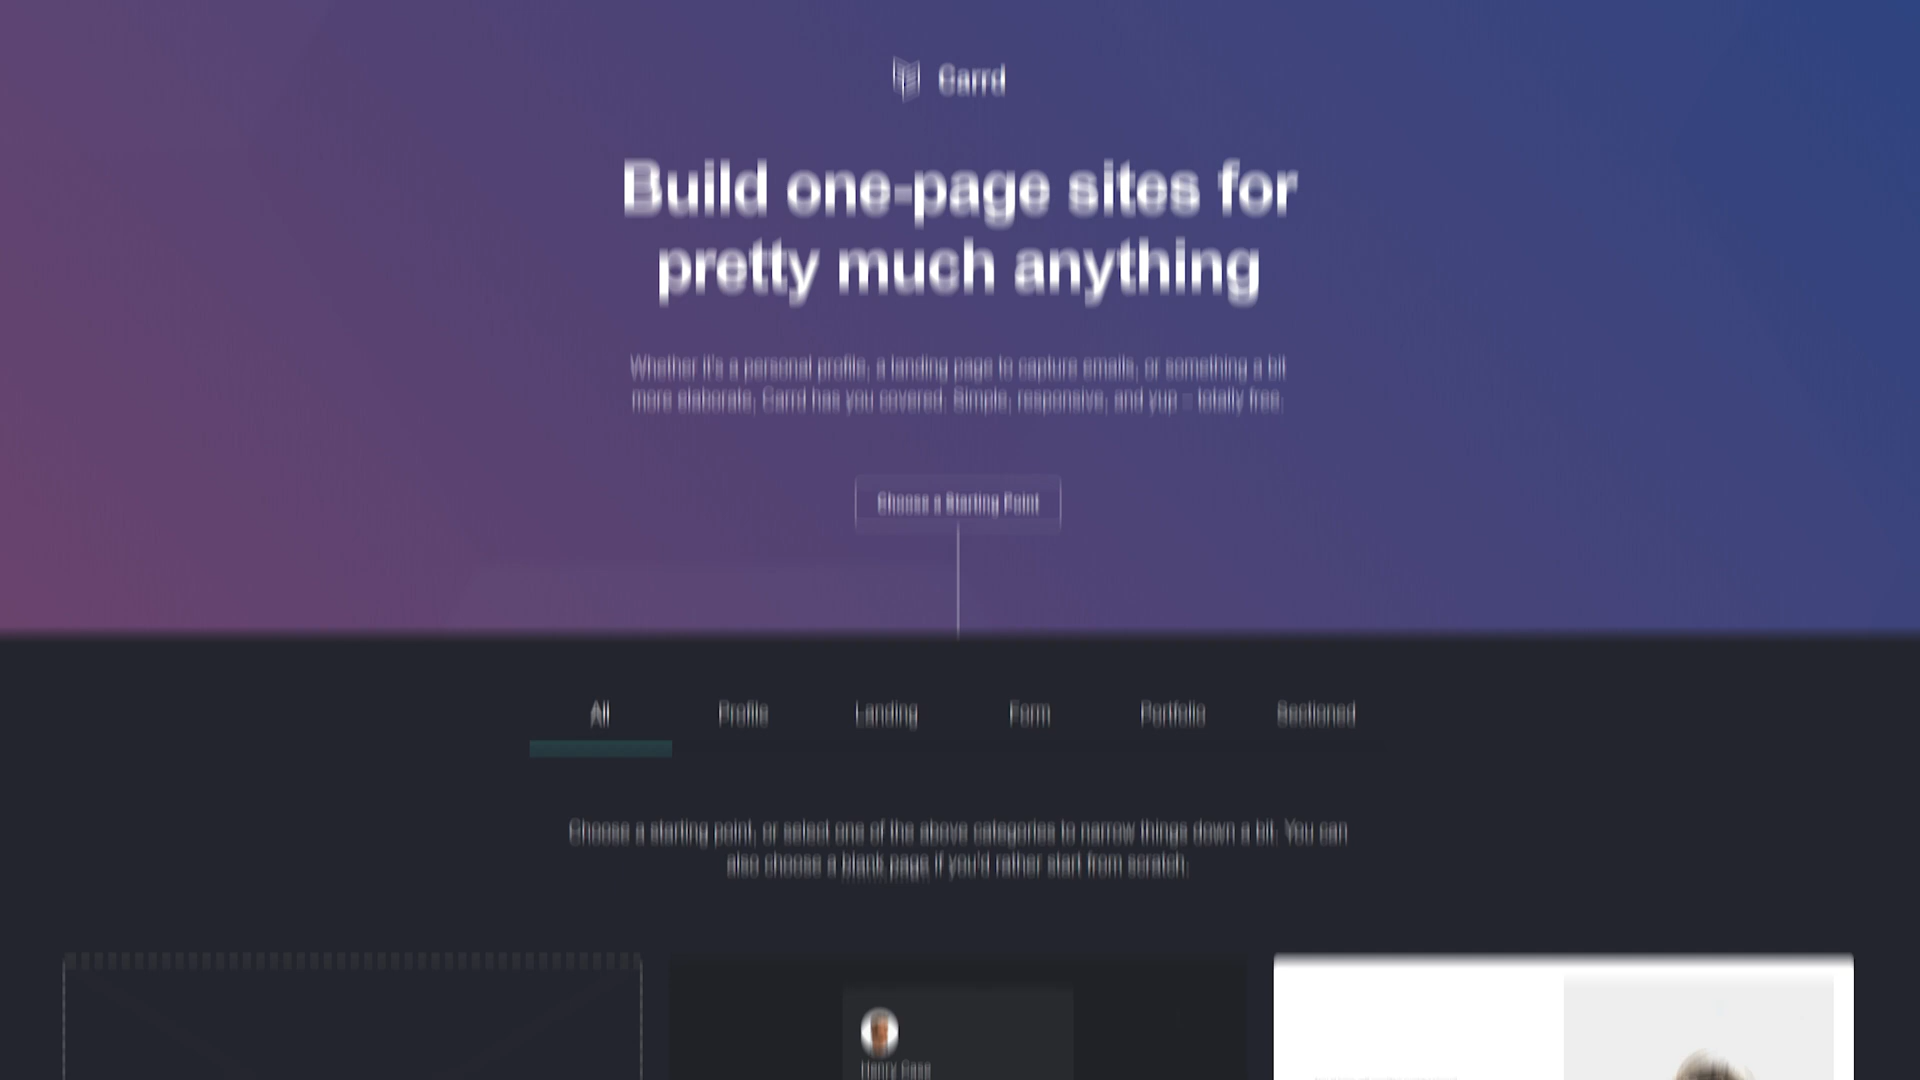 Carrd
Build one-page sites for
pretty much anything
Whether it's a personal profile, a landing page to capture emails, or something a bit
more elaborate, Carrd has you covered. Simple, responsive, and yup – totally free.
Choose a Starting Point
All
Profile
Landing
Form
Portfolio
Sectioned
Choose a starting point, or select one of the above categories to narrow things down a bit. You can
also choose a blank page if you'd rather start from scratch.
Henry